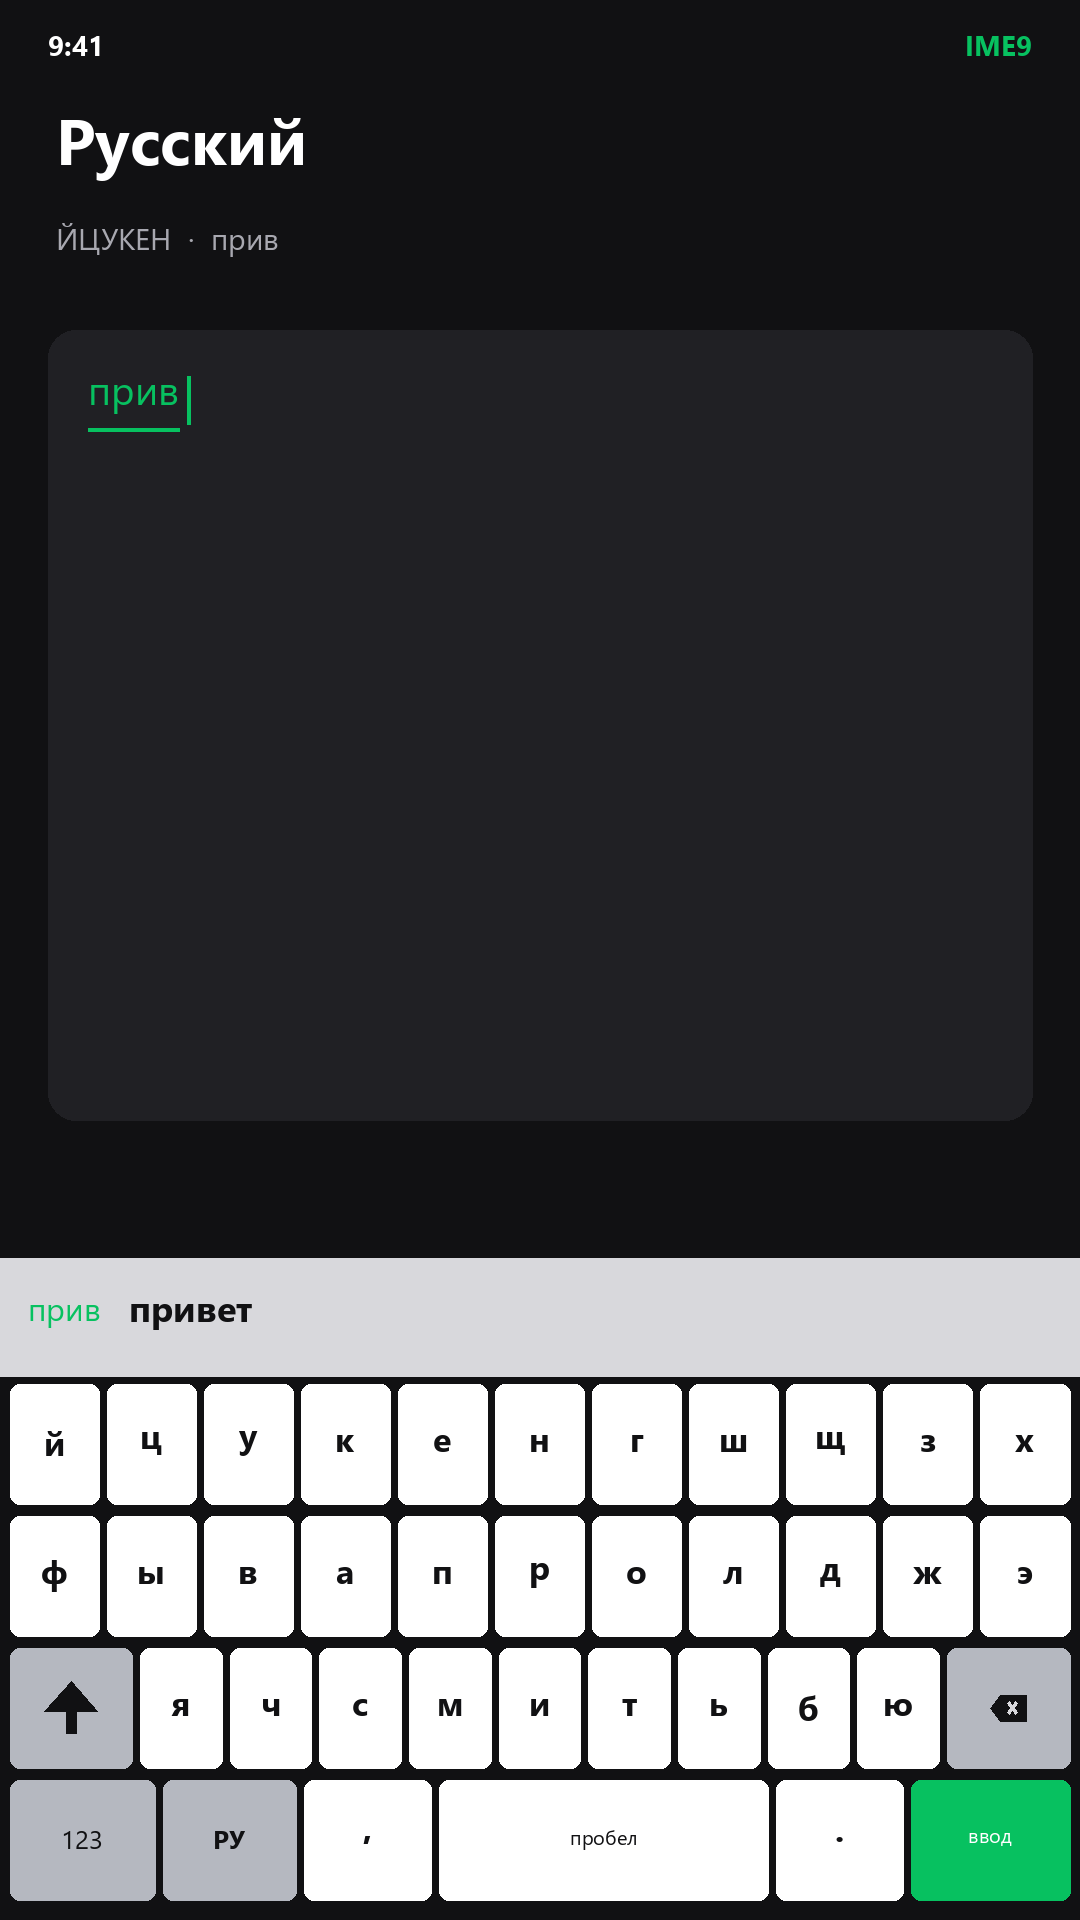 9:41 IME9
Русский
ЙЦУКЕН · прив
прив
прив привет
й ц у к е н г ш щ з х
ф ы в а п р о л д ж э
я ч с м и т ь б ю
123 РУ , пробел . ввод